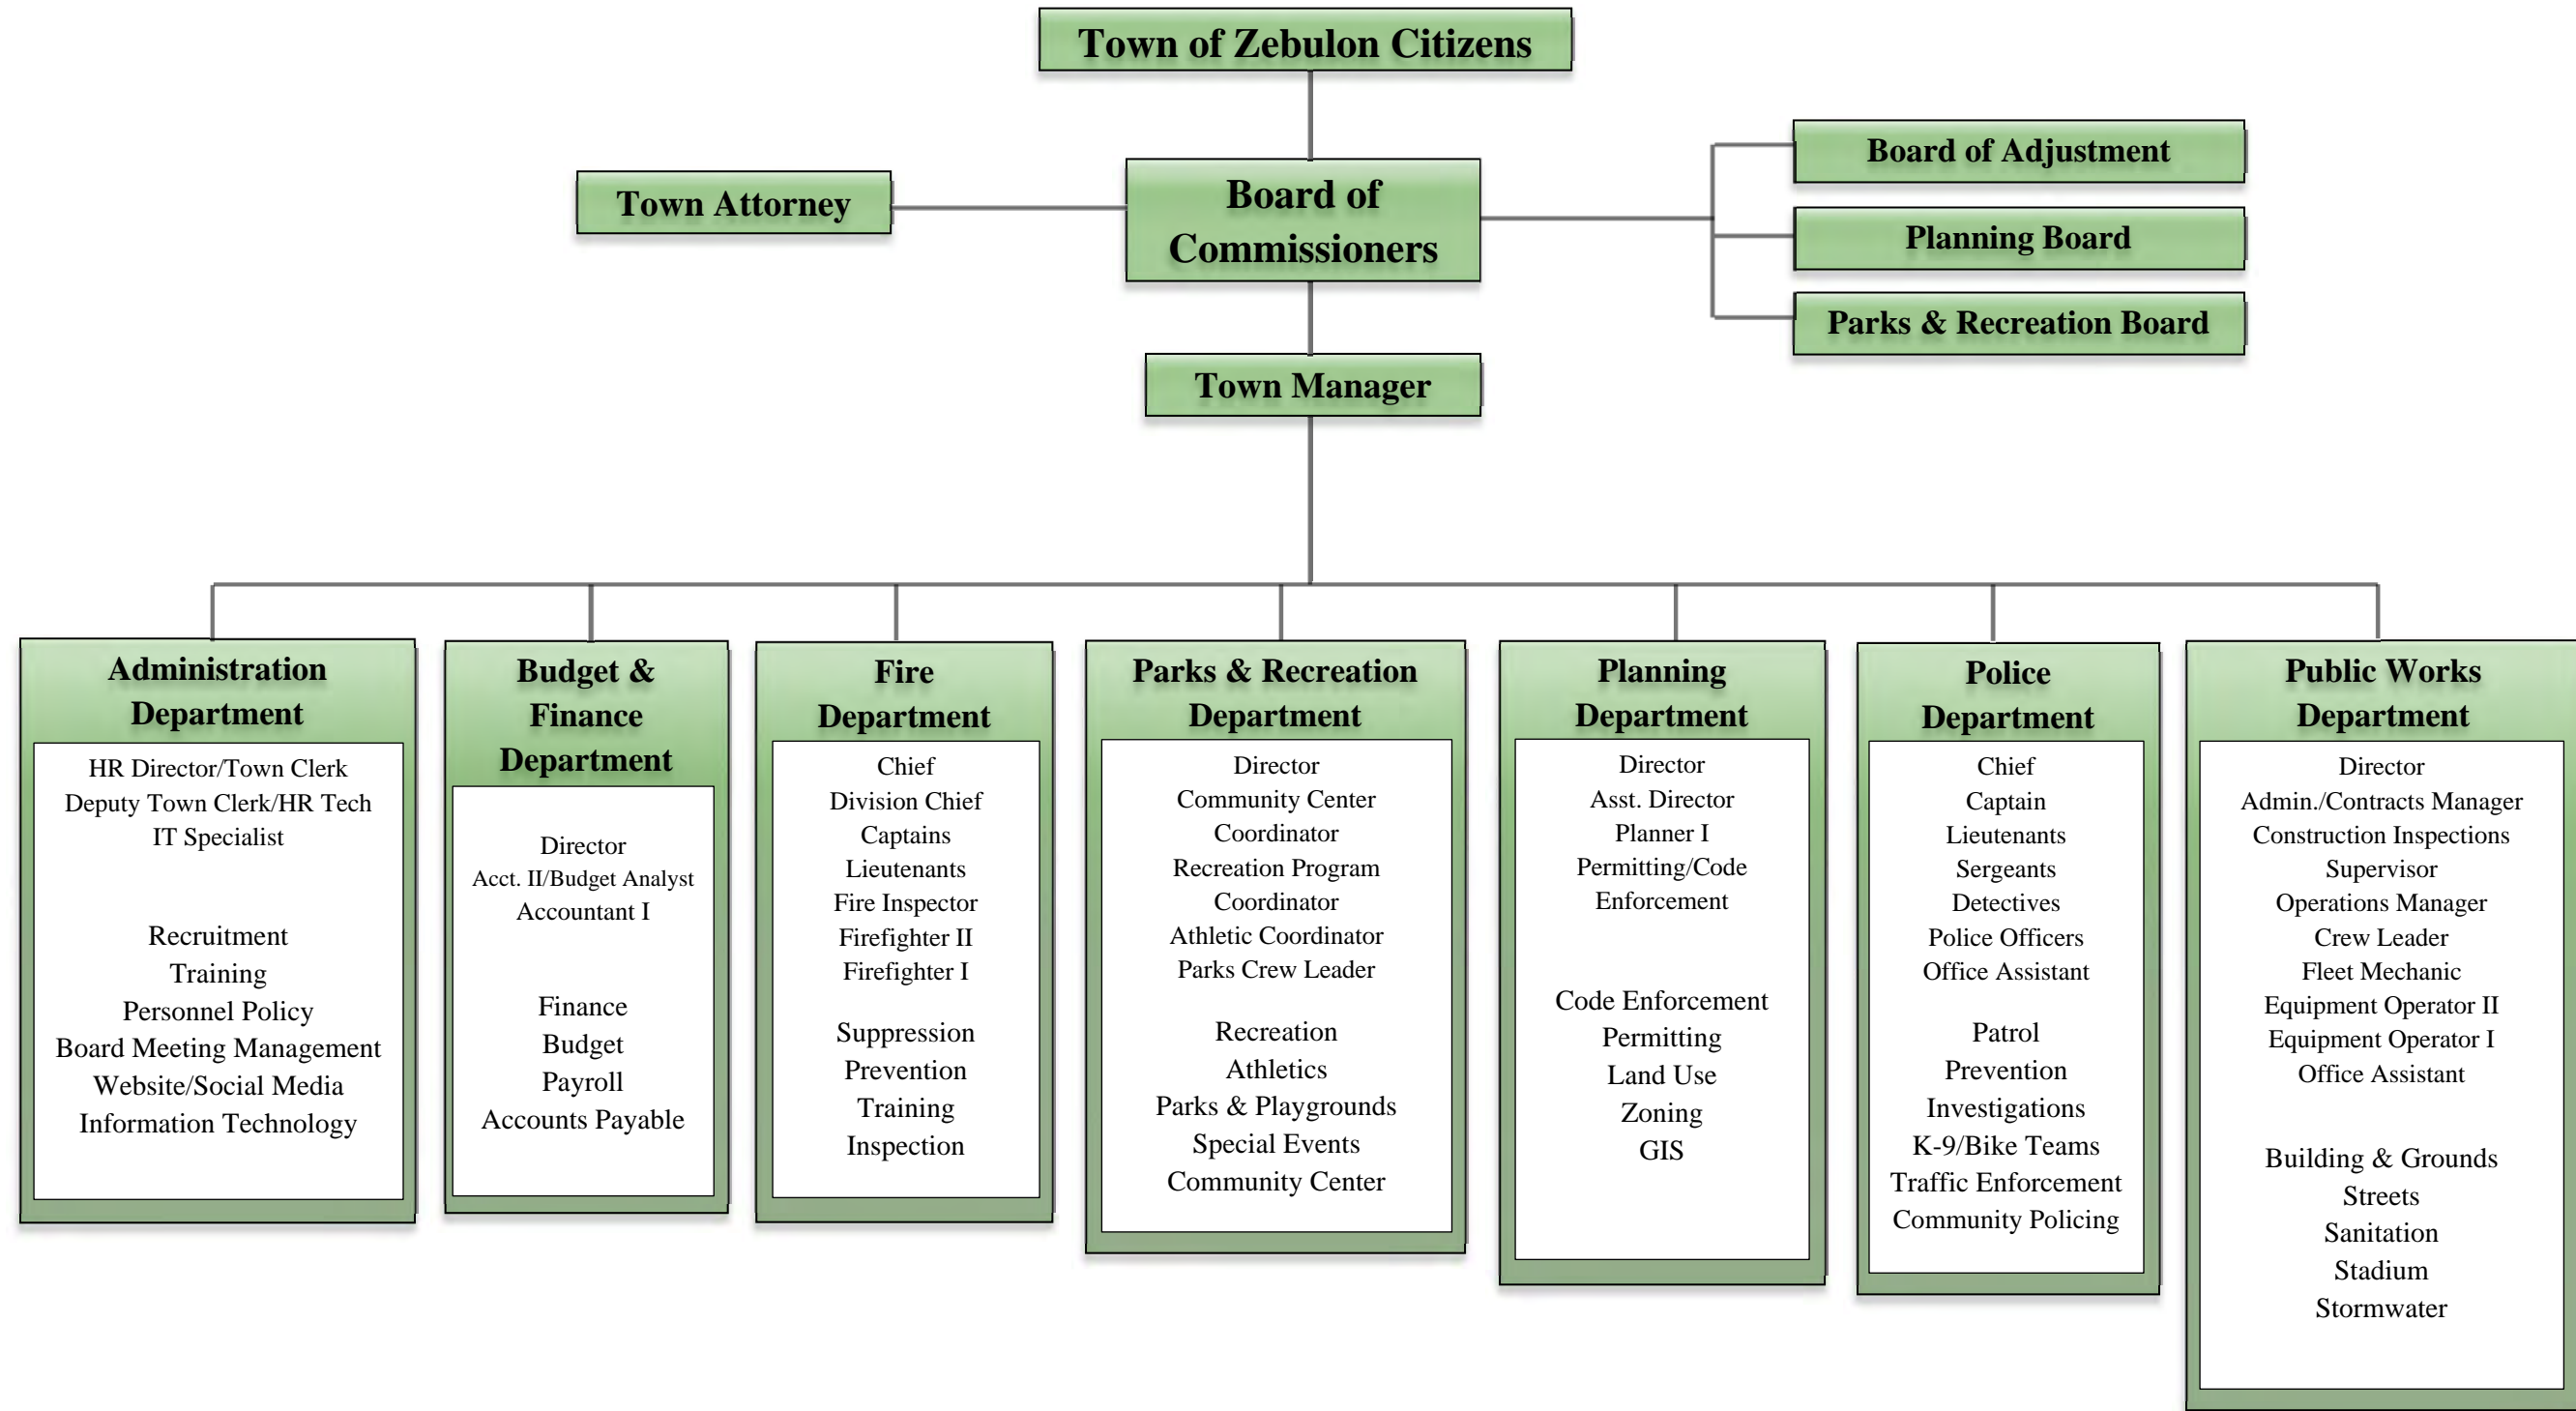 Town of Zebulon Citizens
Town Attorney
Board of
Commissioners
Board of Adjustment
Planning Board
Parks & Recreation Board
Town Manager
Administration
Department
HR Director/Town Clerk
Deputy Town Clerk/HR Tech
IT Specialist
Recruitment
Training
Personnel Policy
Board Meeting Management
Website/Social Media
Information Technology
Budget &
Finance
Department
Director
Acct. II/Budget Analyst
Accountant I
Finance
Budget
Payroll
Accounts Payable
Fire
Department
Chief
Division Chief
Captains
Lieutenants
Fire Inspector
Firefighter II
Firefighter I
Suppression
Prevention
Training
Inspection
Parks & Recreation
Department
Director
Community Center
Coordinator
Recreation Program
Coordinator
Athletic Coordinator
Parks Crew Leader
Recreation
Athletics
Parks & Playgrounds
Special Events
Community Center
Planning
Department
Director
Asst. Director
Planner I
Permitting/Code
Enforcement
Code Enforcement
Permitting
Land Use
Zoning
GIS
Police
Department
Chief
Captain
Lieutenants
Sergeants
Detectives
Police Officers
Office Assistant
Patrol
Prevention
Investigations
K-9/Bike Teams
Traffic Enforcement
Community Policing
Public Works
Department
Director
Admin./Contracts Manager
Construction Inspections
Supervisor
Operations Manager
Crew Leader
Fleet Mechanic
Equipment Operator II
Equipment Operator I
Office Assistant
Building & Grounds
Streets
Sanitation
Stadium
Stormwater